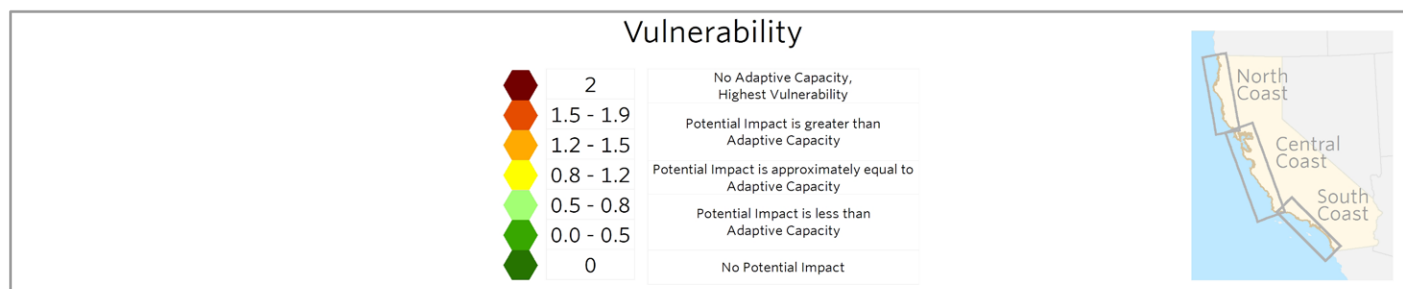 Vulnerability
2
No Adaptive Capacity,
Highest Vulnerability
1.5 - 1.9
Potential Impact is greater than
Adaptive Capacity
1.2 - 1.5
0.8 - 1.2
Potential Impact is approximately equal to
Adaptive Capacity
0.5 - 0.8
Potential Impact is less than
Adaptive Capacity
0.0 - 0.5
0
No Potential Impact
North
Coast
Central
Coast
South
Coast